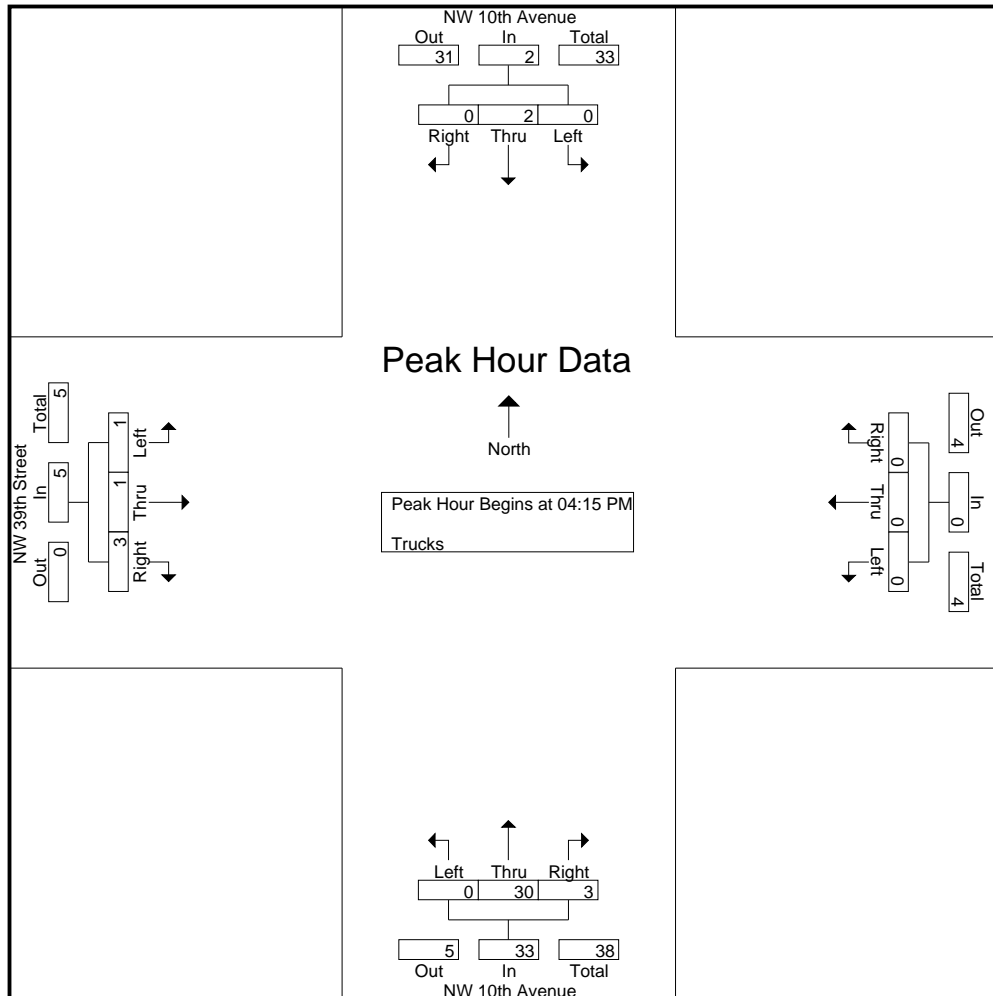 NW 10th Avenue
Out In Total
31 2 33
0 2 0
Right Thru Left
Peak Hour Data
North
Peak Hour Begins at 04:15 PM
Trucks
NW 39th Street
Out In Total
0 5 5
3 1 1
Right Thru Left
Right Thru Left
0 0 0
Out In Total
4 0 4
Left Thru Right
0 30 3
5 33 38
Out In Total
NW 10th Avenue